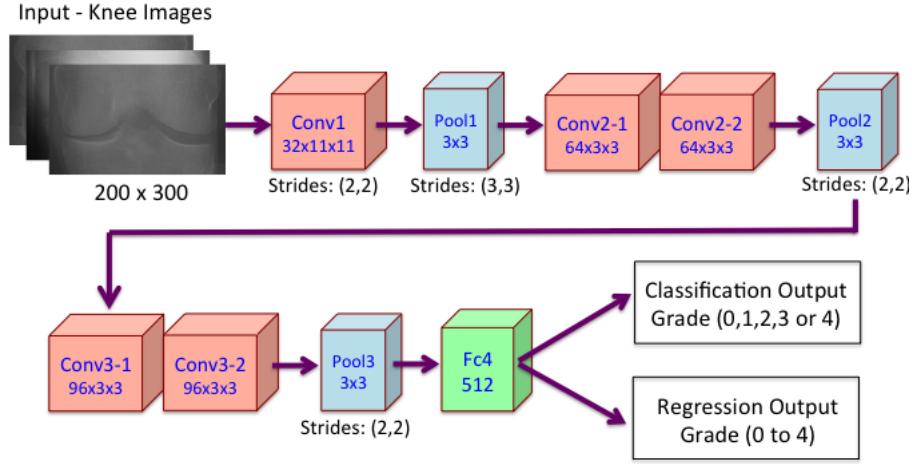 Input - Knee Images
200 x 300
Conv1
32x11x11
Strides: (2,2)
Pool1
3x3
Strides: (3,3)
Conv2-1
64x3x3
Conv2-2
64x3x3
Pool2
3x3
Strides: (2,2)
Conv3-1
96x3x3
Conv3-2
96x3x3
Pool3
3x3
Strides: (2,2)
Fc4
512
Classification Output
Grade (0,1,2,3 or 4)
Regression Output
Grade (0 to 4)